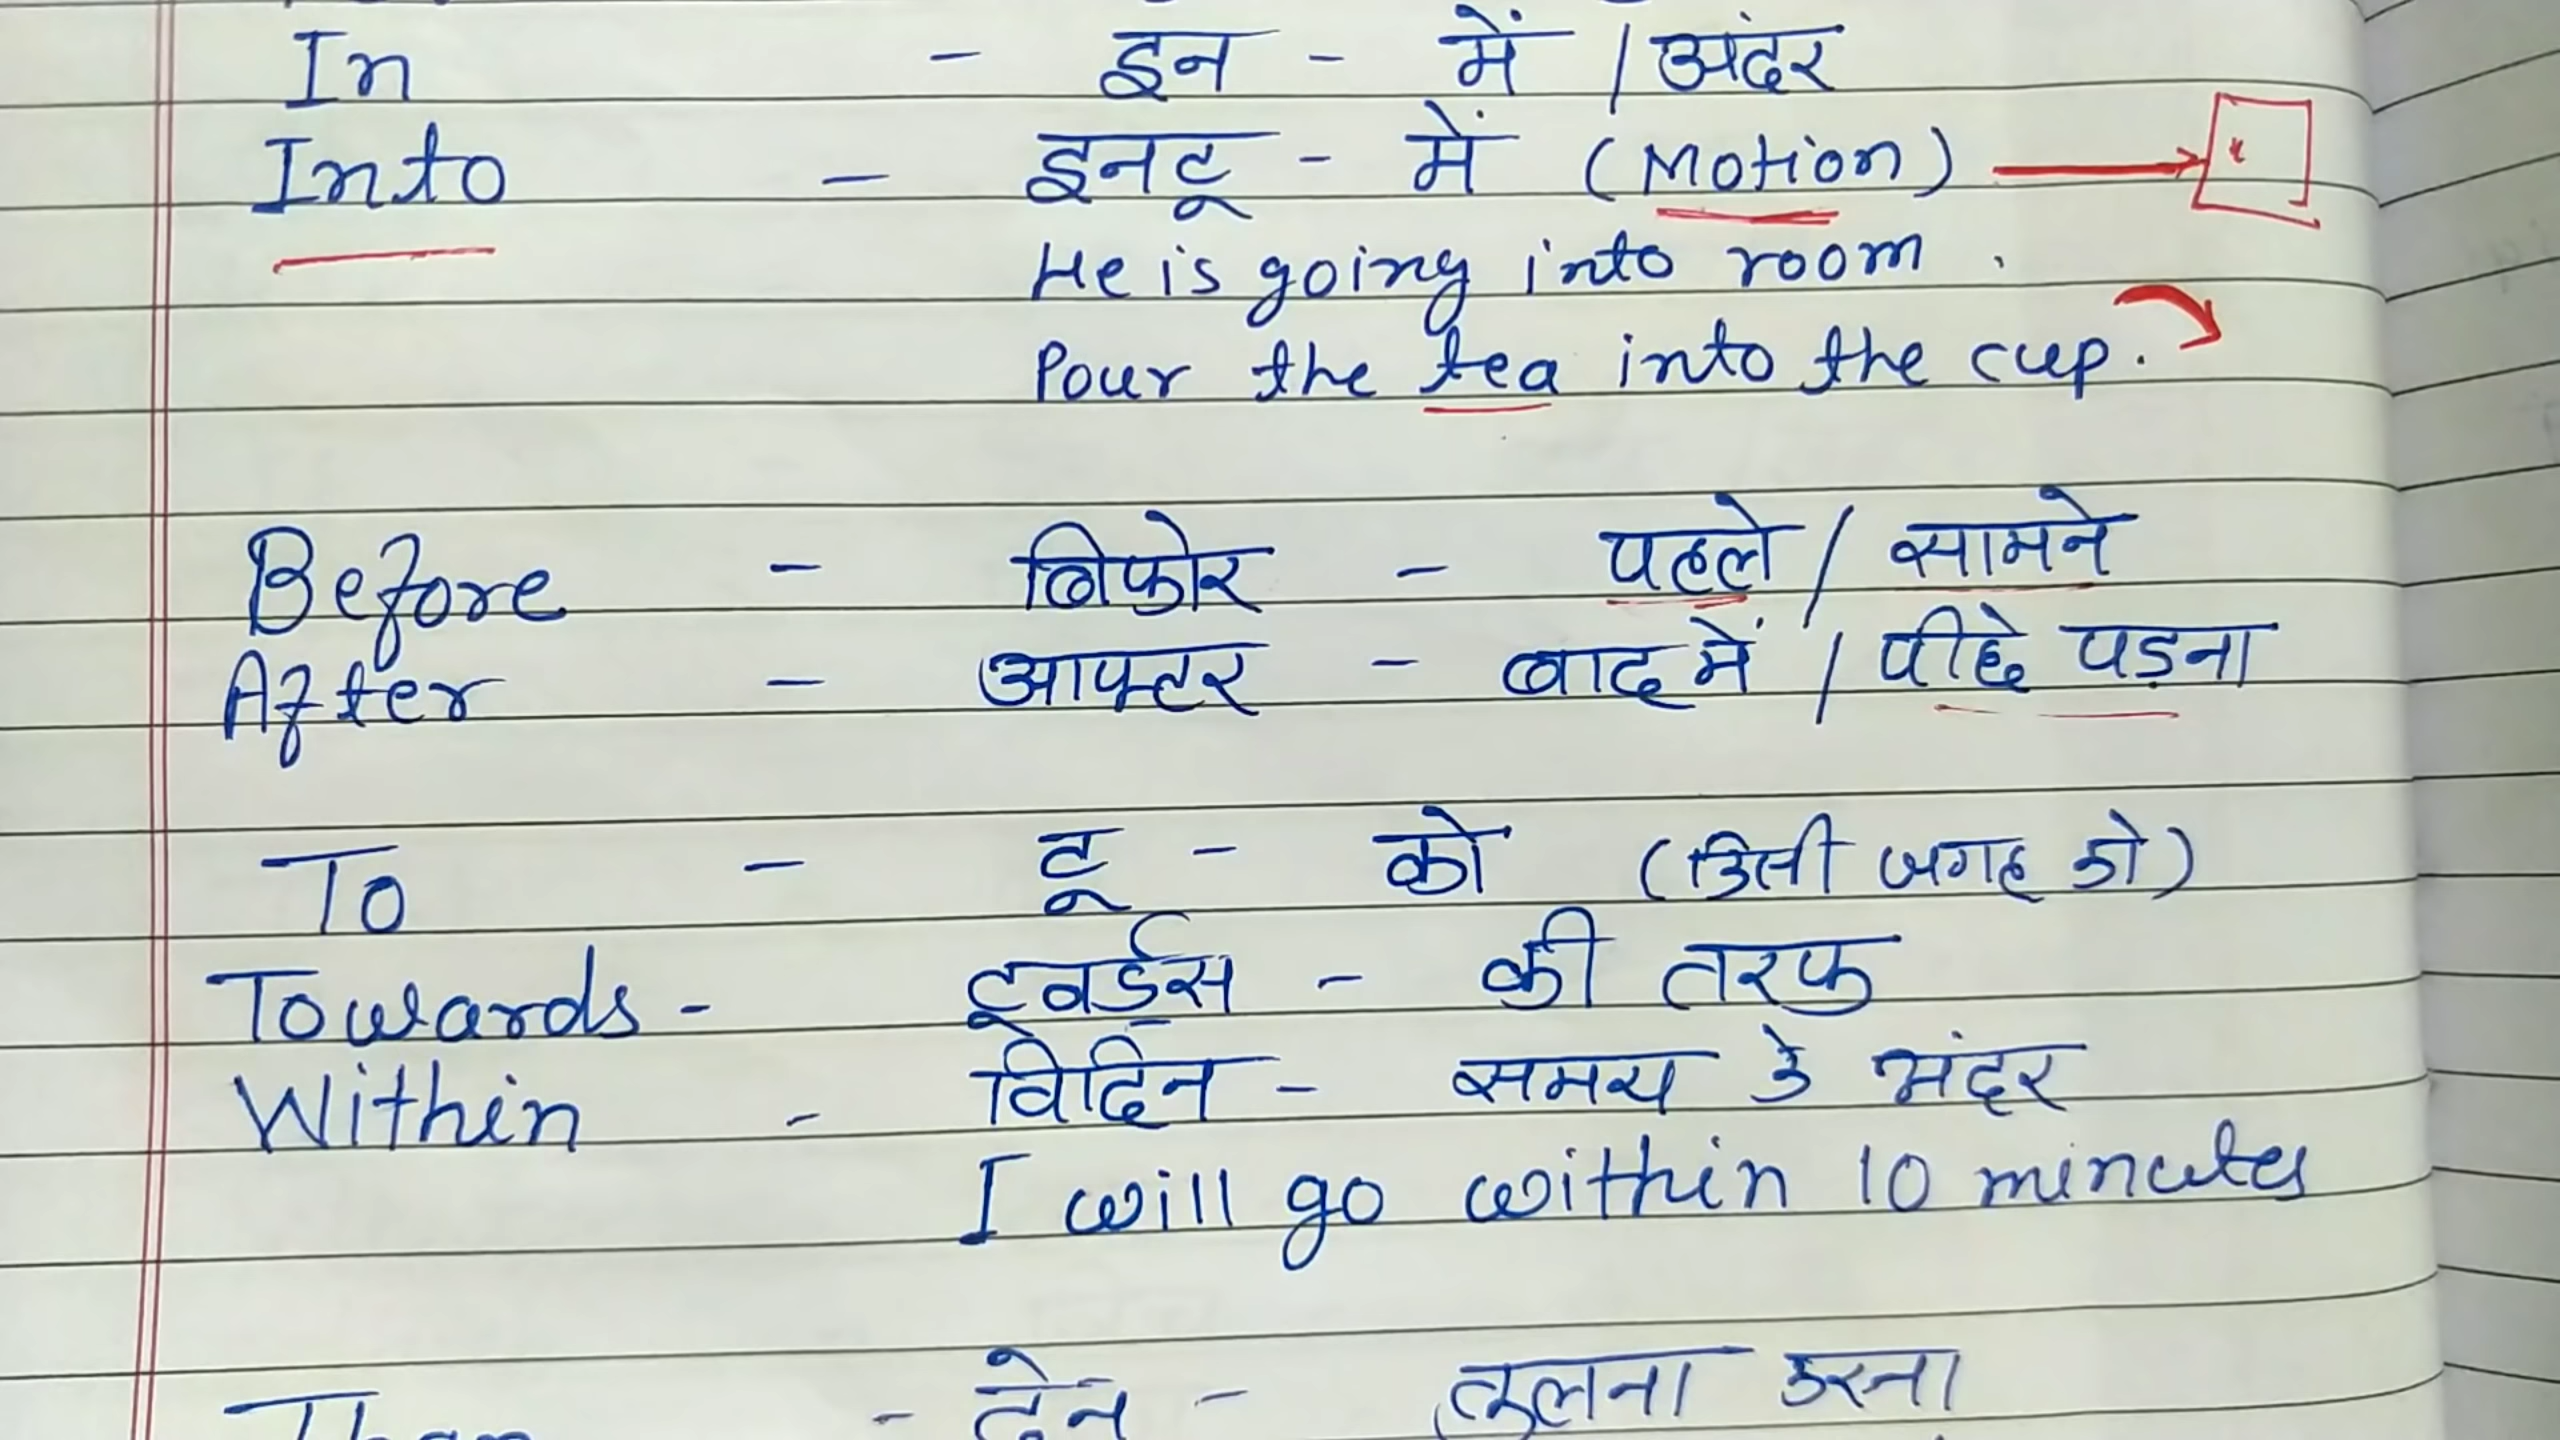 In - इन - में / अंदर
Into - इनटू - में (Motion)
He is going into room .
Pour the tea into the cup.
Before - बिफोर - पहले / सामने
After - आफ्टर - बाद में / पीछे पड़ना
To - टू - को (उसी जगह को)
Towards - टूवर्ड्स - की तरफ
Within - विदिन - समय के अंदर
I will go within 10 minutes
Than - देन - तुलना करना